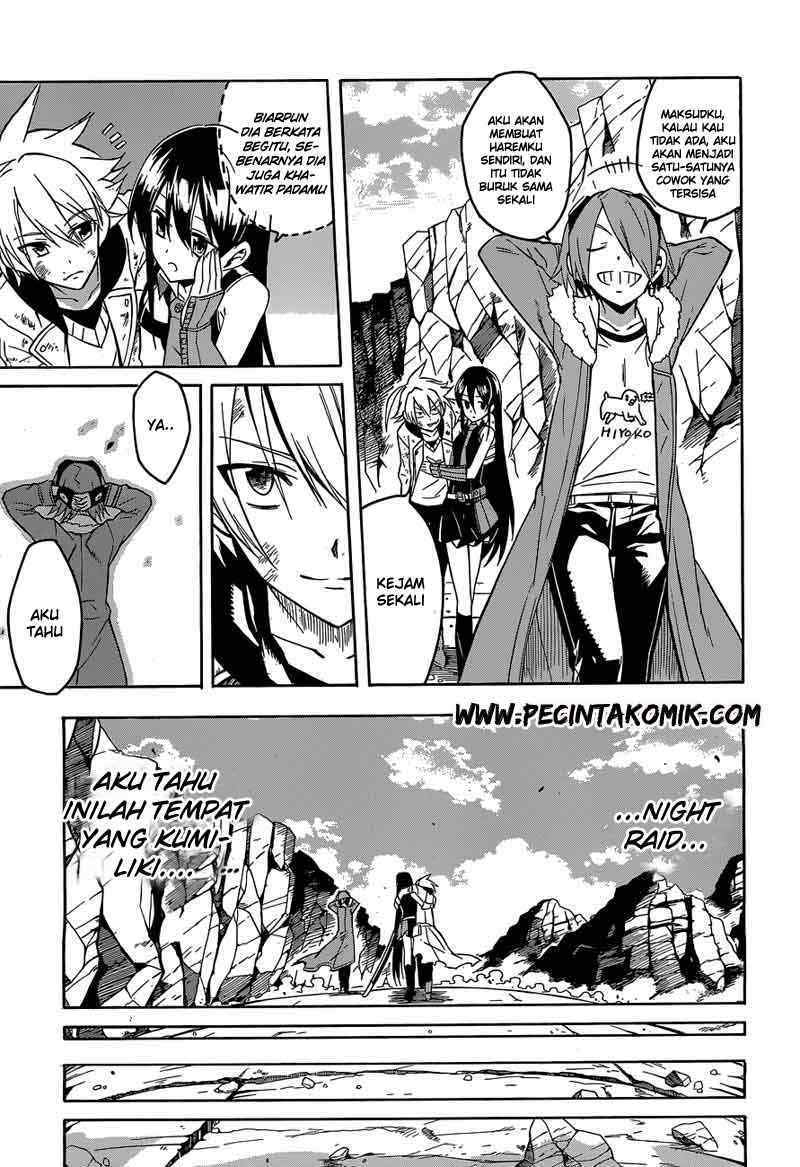 MAKSUDKU,
KALAU KAU
TIDAK ADA, AKU
AKAN MENJADI
SATU-SATUNYA
COWOK YANG
TERSISA
AKU AKAN
MEMBUAT
HAREMKU
SENDIRI, DAN
ITU TIDAK
BURUK SAMA
SEKALI
HIYOKO
KEJAM
SEKALI
BIARPUN
DIA BERKATA
BEGITU, SE-
BENARNYA DIA
JUGA KHA-
WATIR PADAMU
YA..
AKU
TAHU
WWW.PECINTAKOMIK.COM
...NIGHT
RAID...
AKU TAHU
INILAH TEMPAT
YANG KUMI-
LIKI.... ...